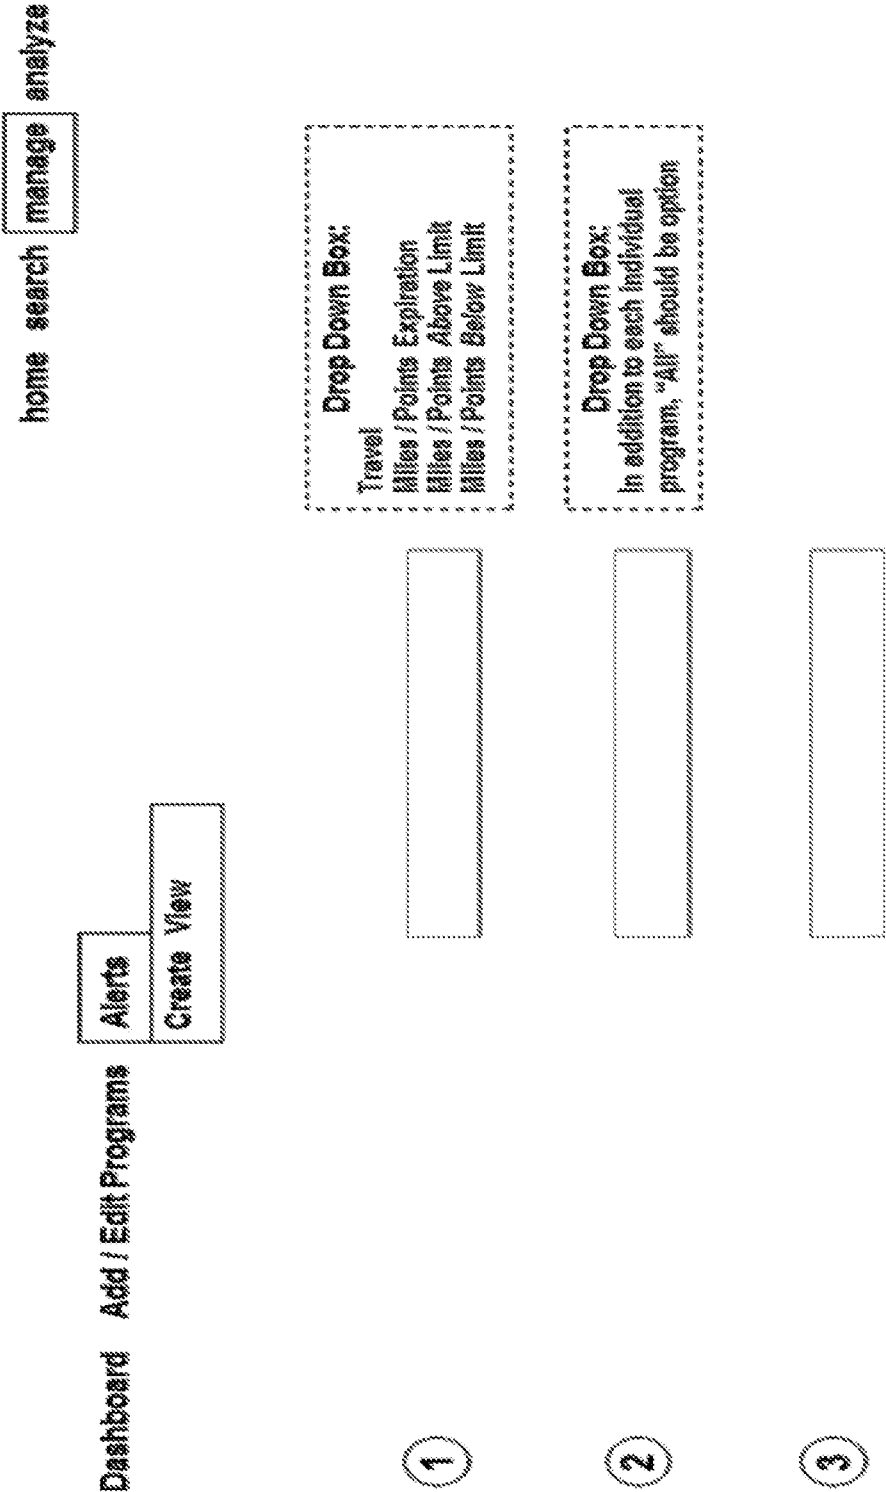 home search manage analyze
Dashboard Add / Edit Programs Alerts
Create View
1
Drop Down Box:
Travel
Miles / Points Expiration
Miles / Points Above Limit
Miles / Points Below Limit
2
Drop Down Box:
In addition to each individual
program, "All" should be option
3